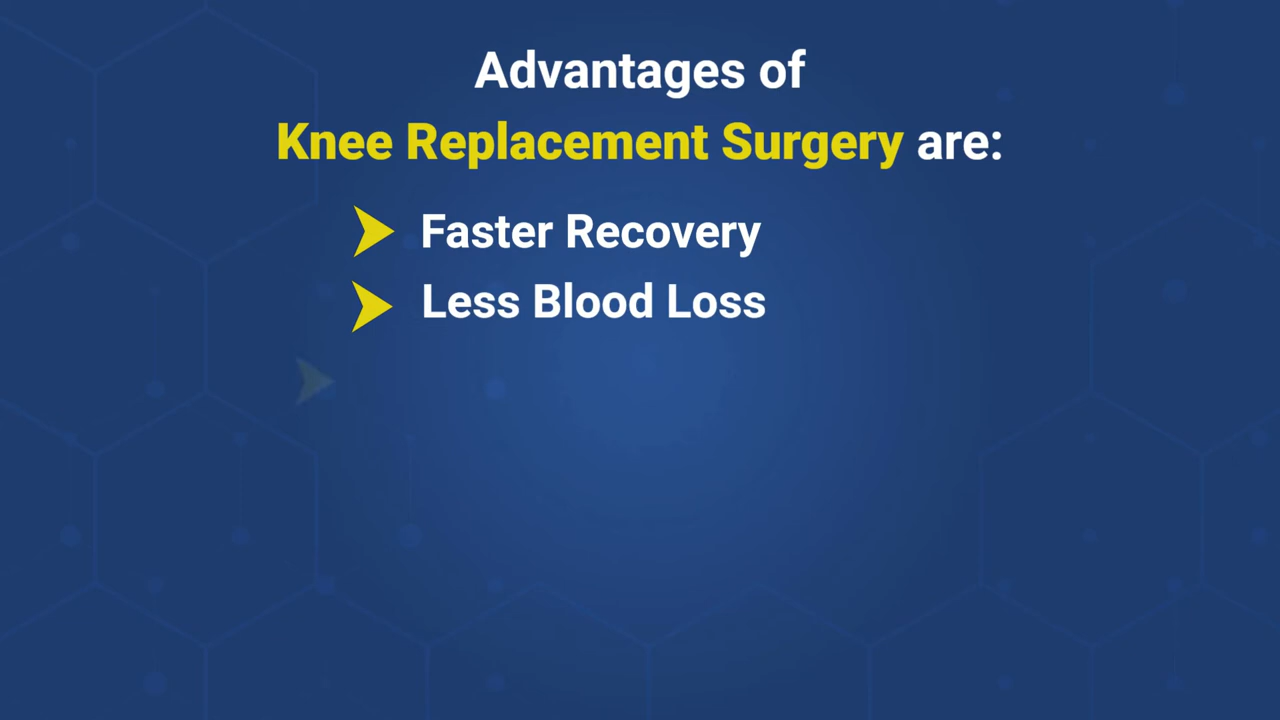 Advantages of
Knee Replacement Surgery are:
Faster Recovery
Less Blood Loss